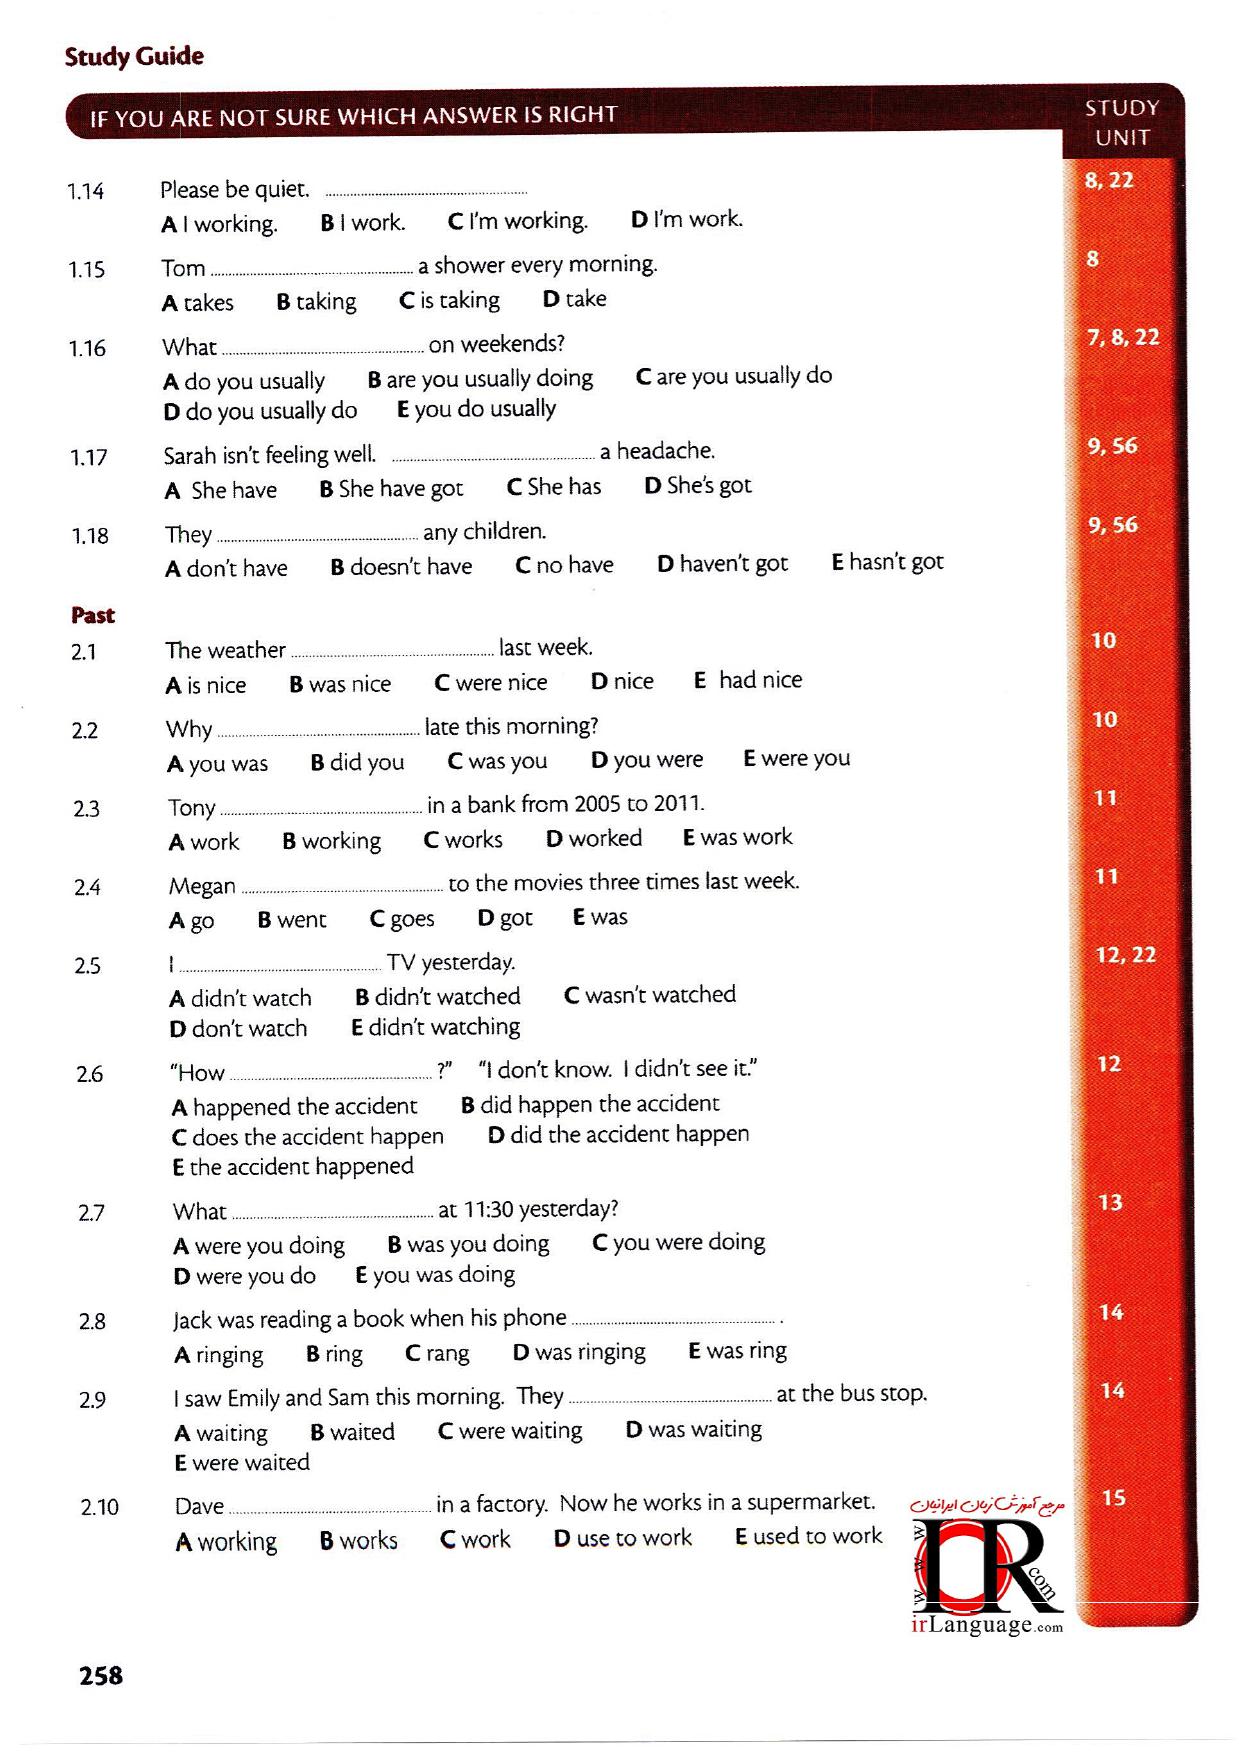 Study Guide
IF YOU ARE NOT SURE WHICH ANSWER IS RIGHT
STUDY
UNIT
1.14 Please be quiet. ........................................ 8, 22
A I working. B I work. C I'm working. D I'm work.
1.15 Tom ........................................ a shower every morning. 8
A takes B taking C is taking D take
1.16 What ........................................ on weekends? 7, 8, 22
A do you usually B are you usually doing C are you usually do
D do you usually do E you do usually
1.17 Sarah isn't feeling well. ........................................ a headache. 9, 56
A She have B She have got C She has D She's got
1.18 They ........................................ any children. 9, 56
A don't have B doesn't have C no have D haven't got E hasn't got
Past
2.1 The weather ........................................ last week. 10
A is nice B was nice C were nice D nice E had nice
2.2 Why ........................................ late this morning? 10
A you was B did you C was you D you were E were you
2.3 Tony ........................................ in a bank from 2005 to 2011. 11
A work B working C works D worked E was work
2.4 Megan ........................................ to the movies three times last week. 11
A go B went C goes D got E was
2.5 I ........................................ TV yesterday. 12, 22
A didn't watch B didn't watched C wasn't watched
D don't watch E didn't watching
2.6 "How ........................................ ?" "I don't know. I didn't see it." 12
A happened the accident B did happen the accident
C does the accident happen D did the accident happen
E the accident happened
2.7 What ........................................ at 11:30 yesterday? 13
A were you doing B was you doing C you were doing
D were you do E you was doing
2.8 Jack was reading a book when his phone ........................................ . 14
A ringing B ring C rang D was ringing E was ring
2.9 I saw Emily and Sam this morning. They ........................................ at the bus stop. 14
A waiting B waited C were waiting D was waiting
E were waited
2.10 Dave ........................................ in a factory. Now he works in a supermarket. 15
A working B works C work D use to work E used to work
مرجع آموزش زبان ایرانیان
www
IR
.com
irLanguage.com
258